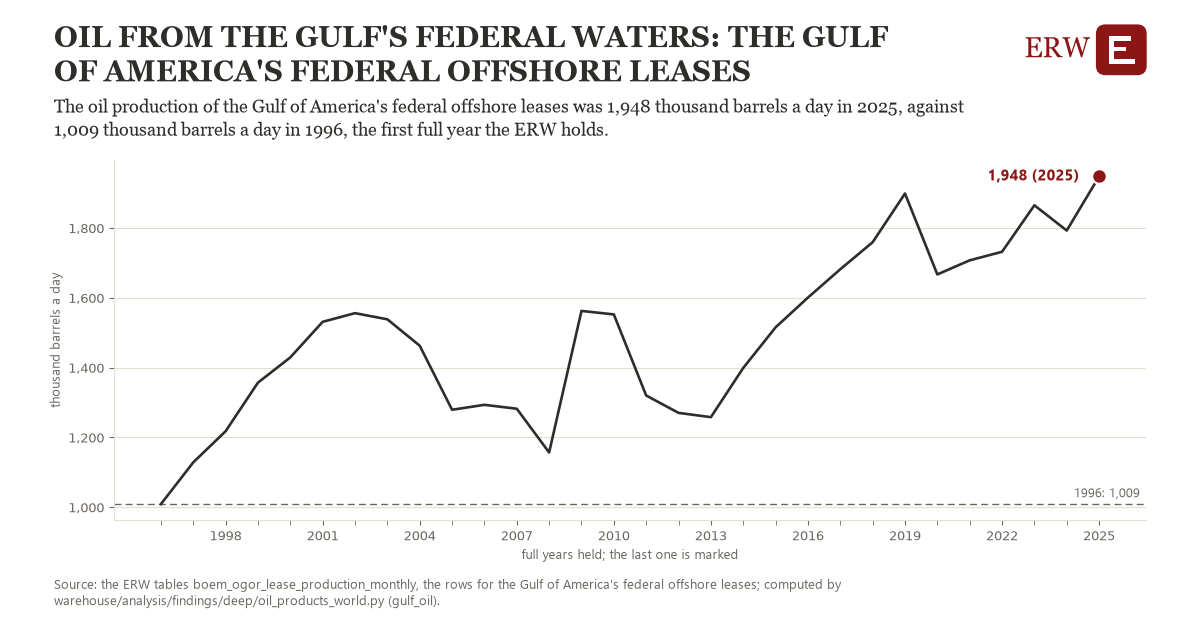 OIL FROM THE GULF'S FEDERAL WATERS: THE GULF
OF AMERICA'S FEDERAL OFFSHORE LEASES
ERW E
The oil production of the Gulf of America's federal offshore leases was 1,948 thousand barrels a day in 2025, against
1,009 thousand barrels a day in 1996, the first full year the ERW holds.
1,948 (2025)
1,800
1,600
1,400
1,200
1,000
thousand barrels a day
1996: 1,009
1998 2001 2004 2007 2010 2013 2016 2019 2022 2025
full years held; the last one is marked
Source: the ERW tables boem_ogor_lease_production_monthly, the rows for the Gulf of America's federal offshore leases; computed by
warehouse/analysis/findings/deep/oil_products_world.py (gulf_oil).